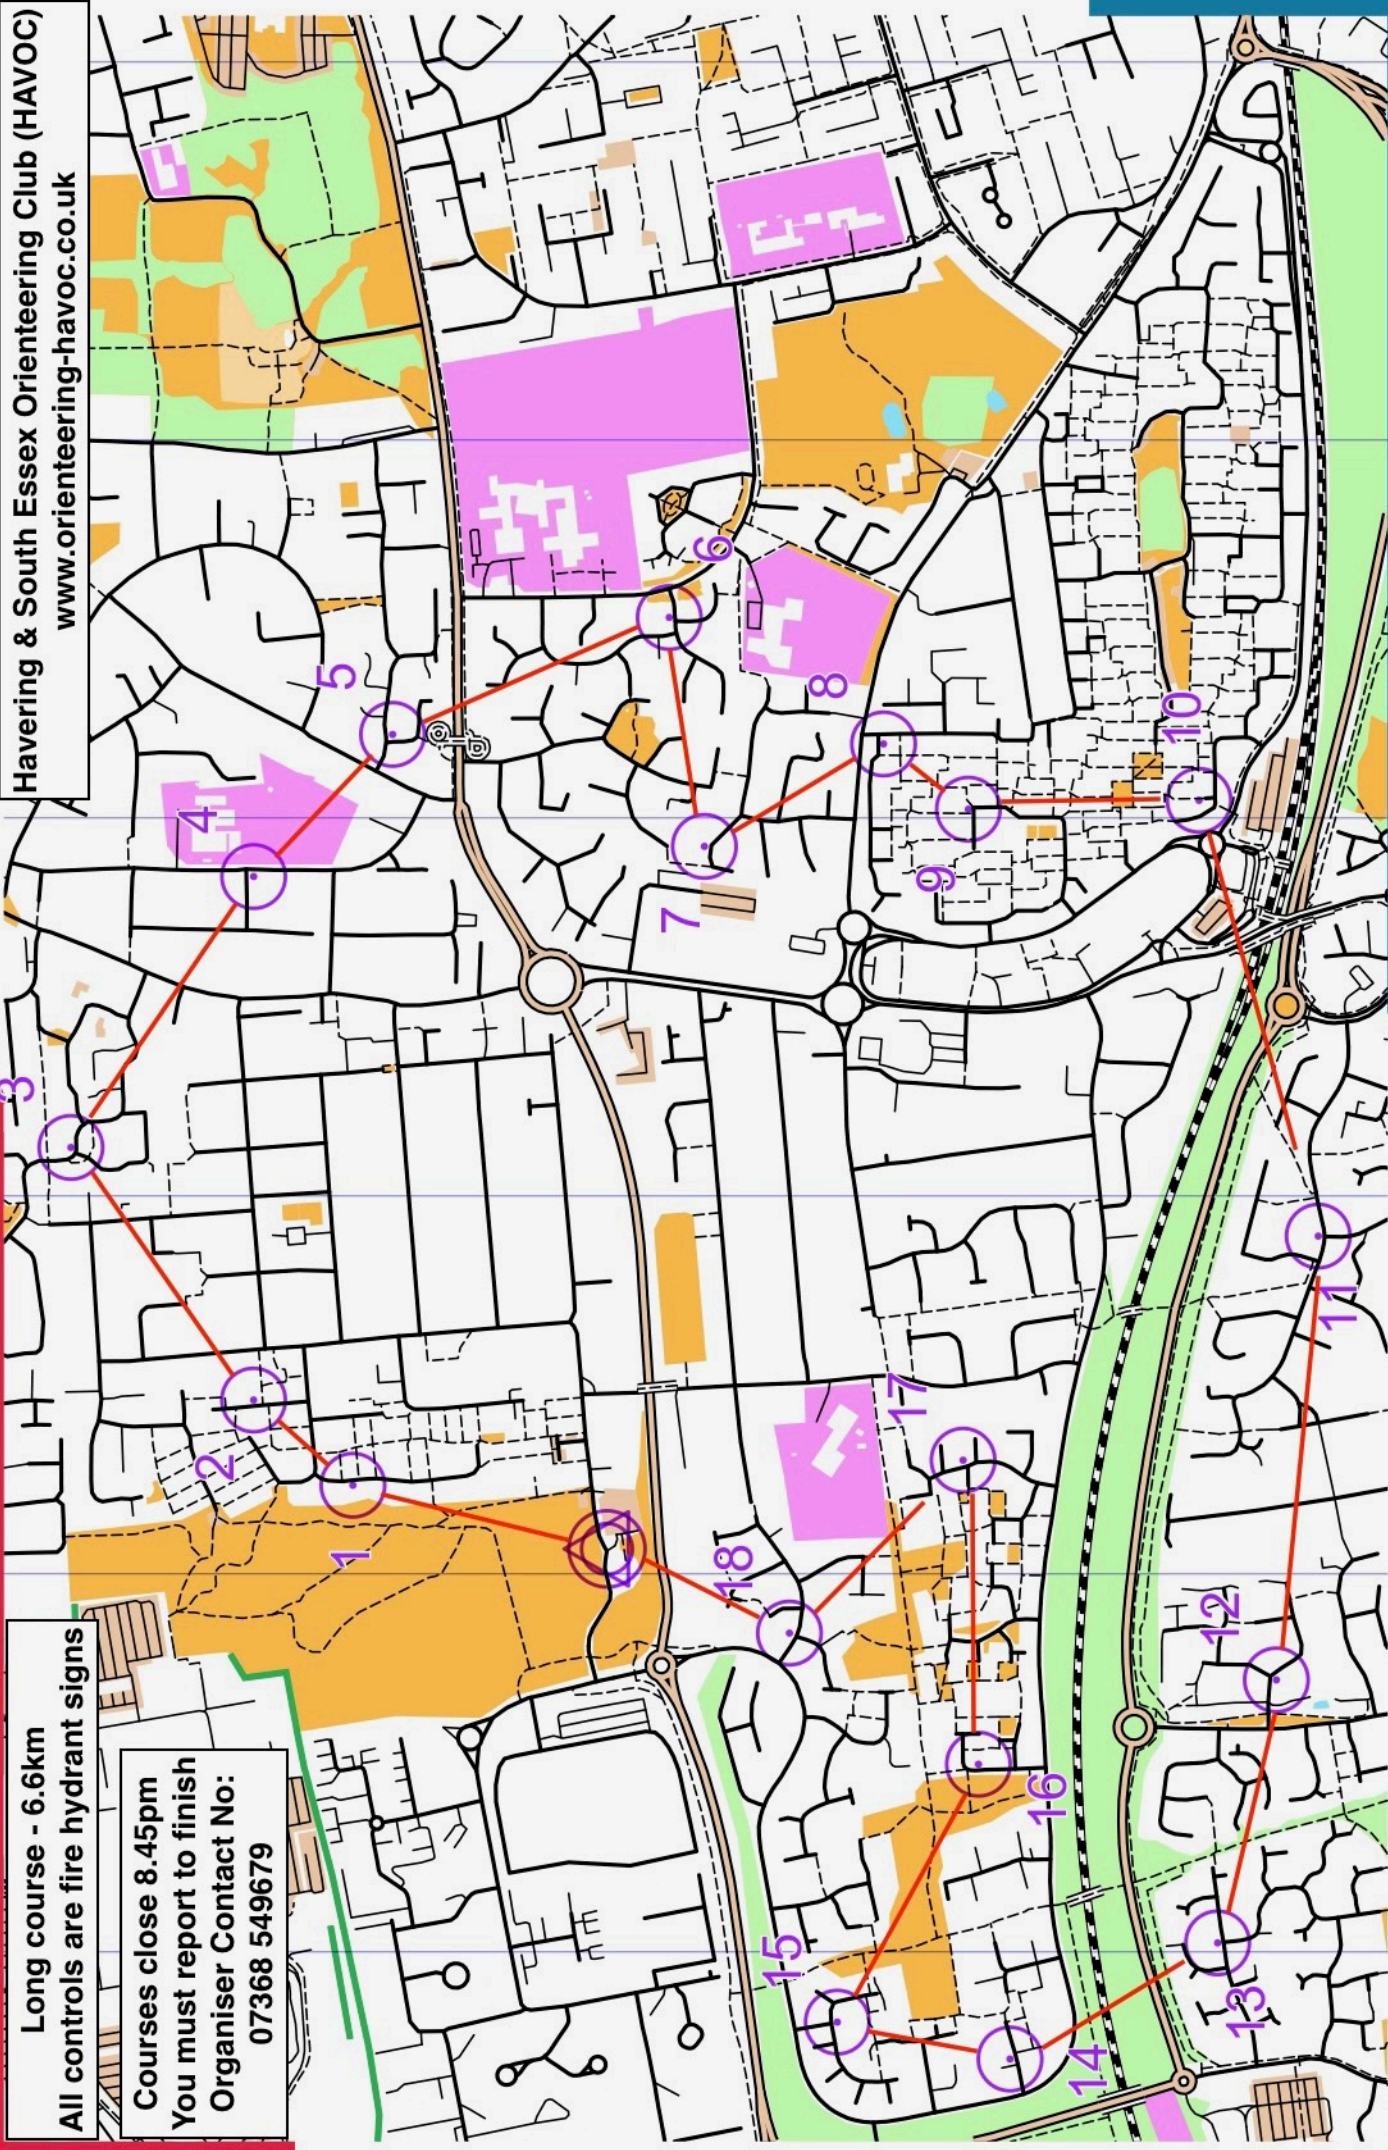 Havering & South Essex Orienteering Club (HAVOC)
www.orienteering-havoc.co.uk
Long course - 6.6km
All controls are fire hydrant signs
Courses close 8.45pm
You must report to finish
Organiser Contact No:
07368 549679
1
2
3
4
5
6
7
8
9
10
11
12
13
14
15
16
17
18